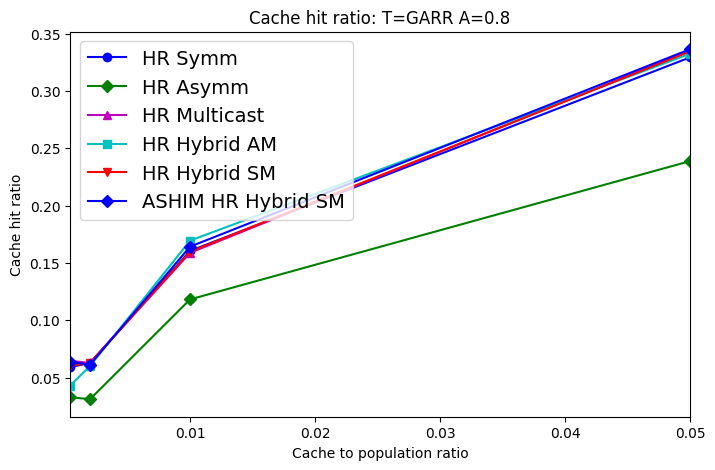 Cache hit ratio: T=GARR A=0.8
0.35
0.30
0.25
0.20
0.15
0.10
0.05
Cache hit ratio
HR Symm
HR Asymm
HR Multicast
HR Hybrid AM
HR Hybrid SM
ASHIM HR Hybrid SM
0.01
0.02
0.03
0.04
0.05
Cache to population ratio